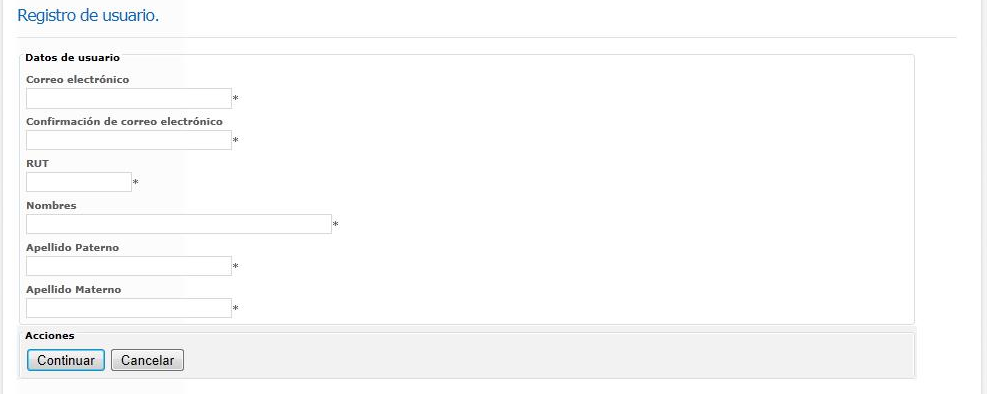 Registro de usuario.
Datos de usuario
Correo electrónico
*
Confirmación de correo electrónico
*
RUT
*
Nombres
*
Apellido Paterno
*
Apellido Materno
*
Acciones
Continuar Cancelar